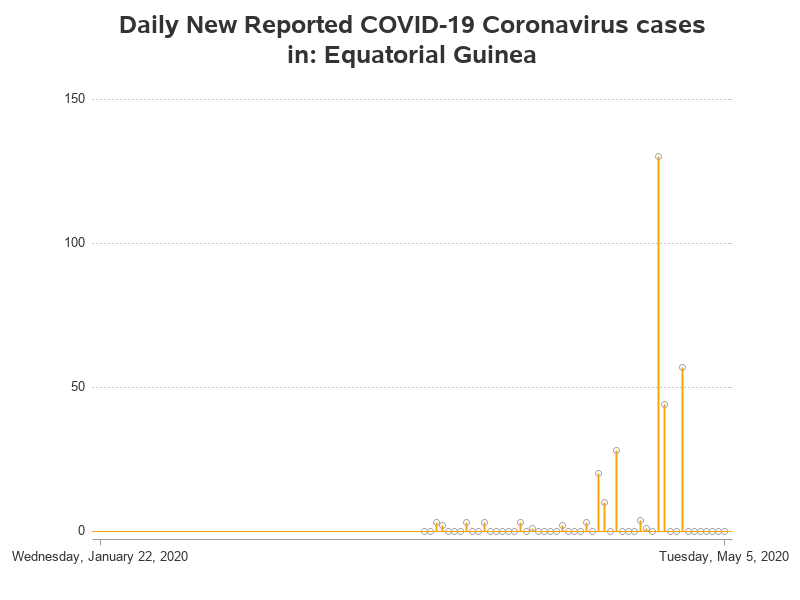 Daily New Reported COVID-19 Coronavirus cases
in: Equatorial Guinea
150
100
50
0
Wednesday, January 22, 2020
Tuesday, May 5, 2020